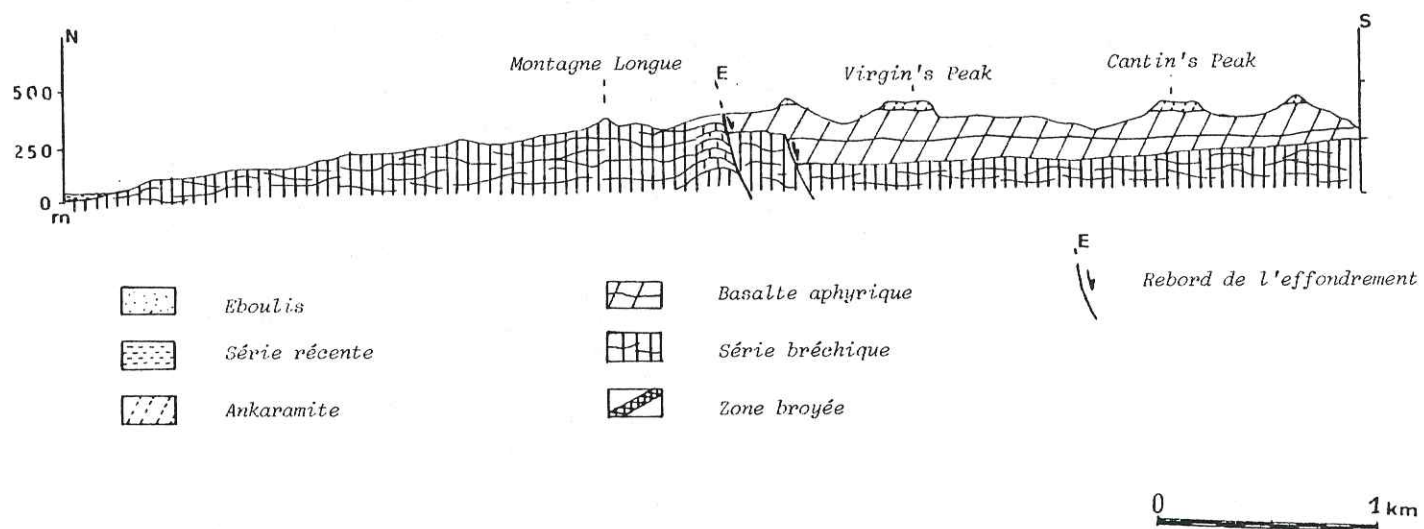 N
S
Montagne Longue
E
Virgin's Peak
Cantin's Peak
500
250
0
m
E
Rebord de l'effondrement
Eboulis
Basalte aphyrique
Série récente
Série bréchique
Ankaramite
Zone broyée
0 1 km